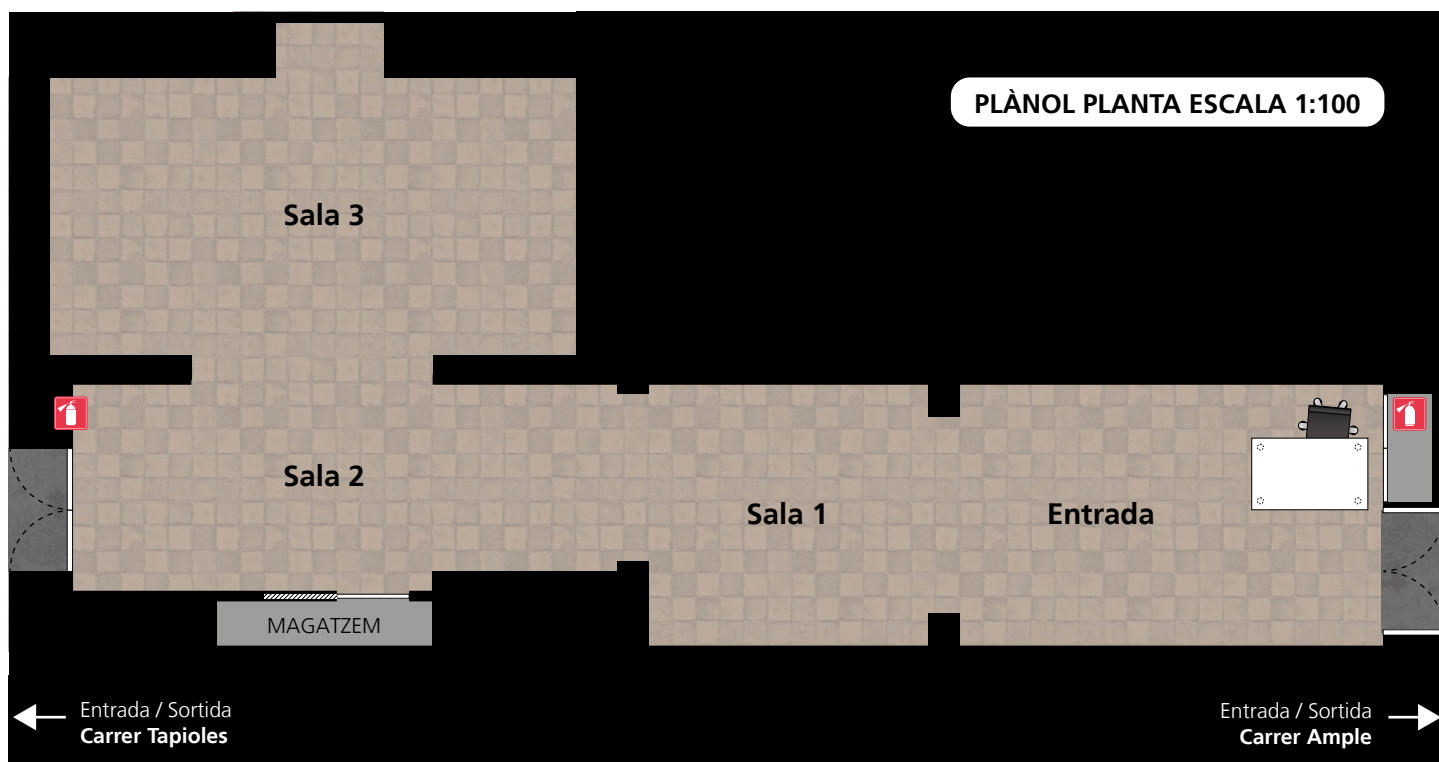 PLÀNOL PLANTA ESCALA 1:100
Sala 3
Sala 2
Sala 1
Entrada
MAGATZEM
Entrada / Sortida
Carrer Tapioles
Entrada / Sortida
Carrer Ample